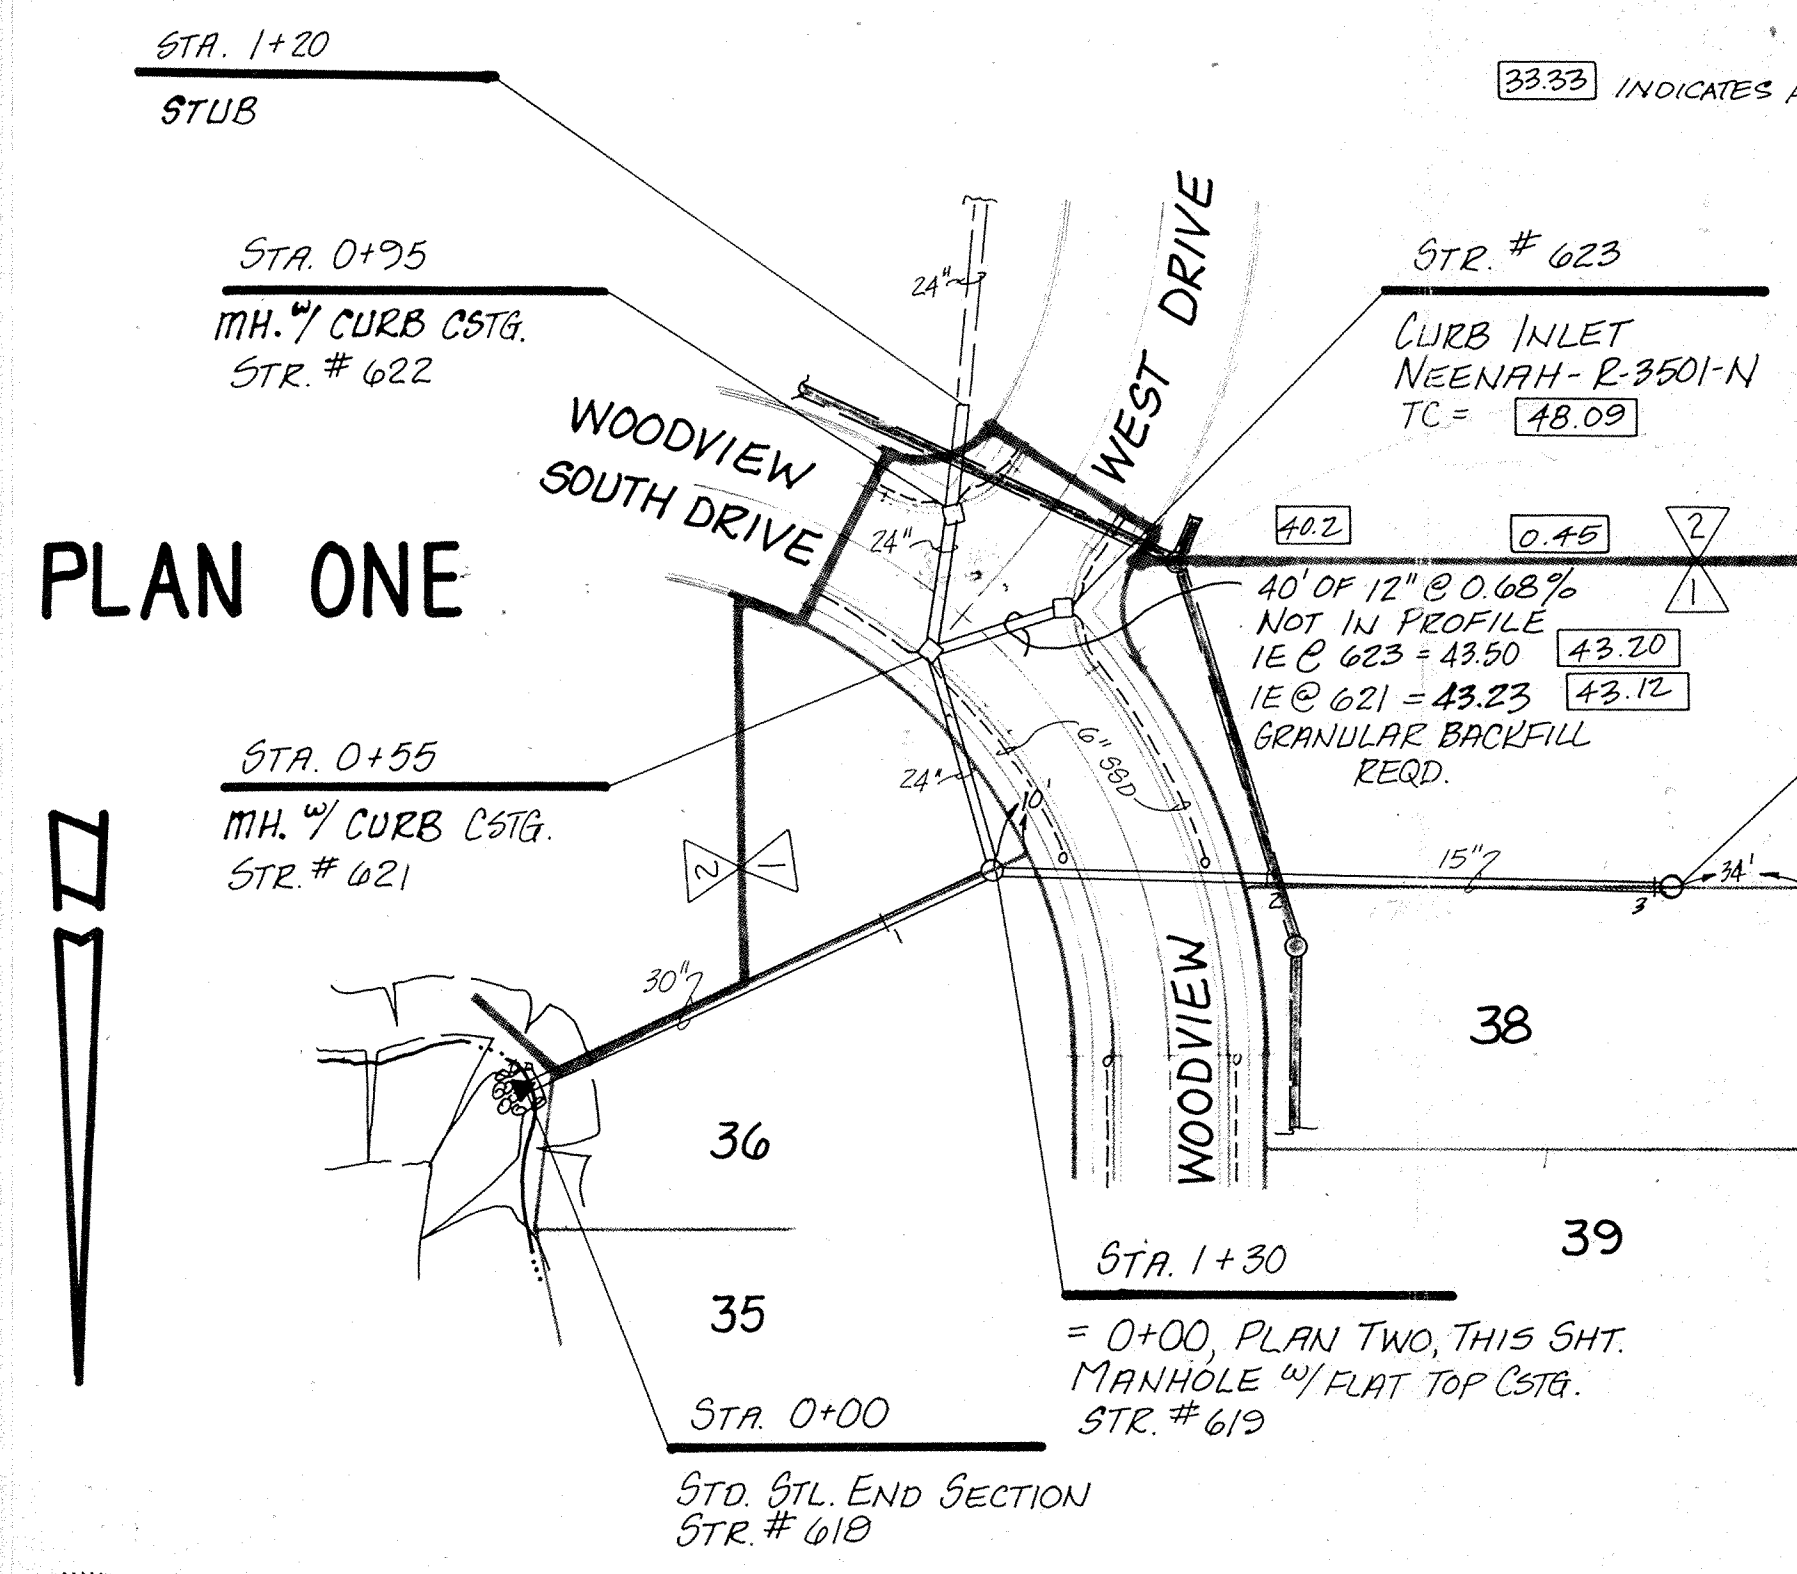 STA. 1+20
STUB
33.33 INDICATES
STA. 0+95
MH. W/ CURB CSTG.
STR. # 622
24"
WEST DRIVE
STR. # 623
CURB INLET
NEENAH-R-3501-N
TC = 48.09
WOODVIEW
SOUTH DRIVE
24"
40.2
0.45
2
1
PLAN ONE
40' OF 12" @ 0.68%
NOT IN PROFILE
IE @ 623 = 43.50 43.20
IE @ 621 = 43.23 43.12
GRANULAR BACKFILL
REQD.
STA. 0+55
MH. W/ CURB CSTG.
STR. # 621
24"
6" SSD
10'
2
1
15"
34'
2
3
1
30"
WOODVIEW
38
36
39
35
STA. 1+30
= 0+00, PLAN TWO, THIS SHT.
MANHOLE W/ FLAT TOP CSTG.
STR. # 619
STA. 0+00
STD. STL. END SECTION
STR. # 618